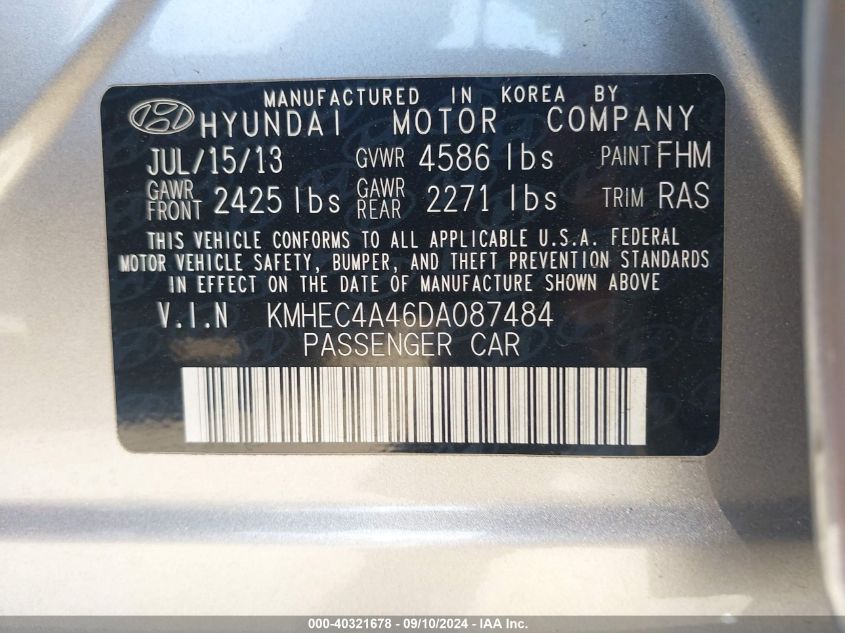 MANUFACTURED IN KOREA BY
HYUNDAI MOTOR COMPANY
JUL/15/13 GVWR 4586 lbs PAINT FHM
GAWR FRONT 2425 lbs GAWR REAR 2271 lbs TRIM RAS
THIS VEHICLE CONFORMS TO ALL APPLICABLE U.S.A. FEDERAL
MOTOR VEHICLE SAFETY, BUMPER, AND THEFT PREVENTION STANDARDS
IN EFFECT ON THE DATE OF MANUFACTURE SHOWN ABOVE
V.I.N KMHEC4A46DA087484
PASSENGER CAR
000-40321678 - 09/10/2024 - IAA Inc.